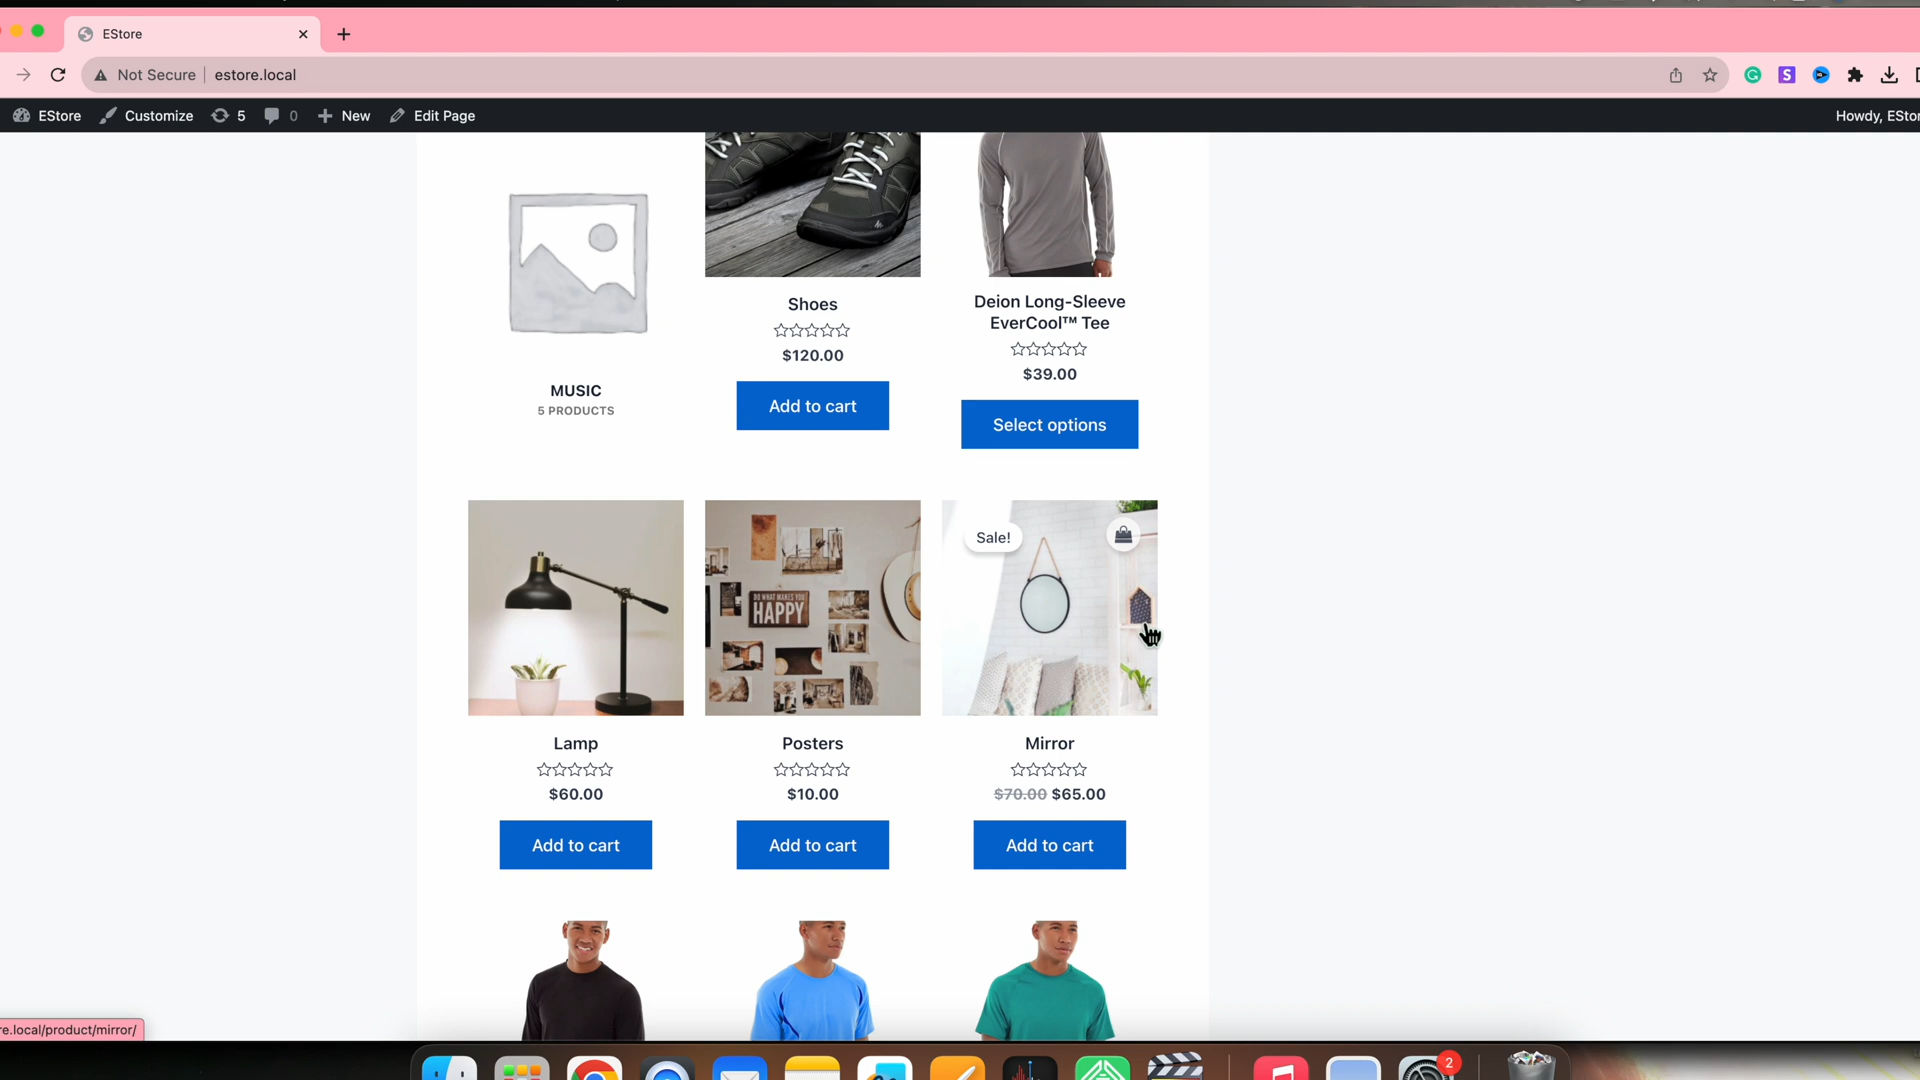 EStore
Not Secure estore.local
EStore Customize 5 0 New Edit Page Howdy, EStor
MUSIC
5 PRODUCTS
Shoes
$120.00
Add to cart
Deion Long-Sleeve
EverCool™ Tee
$39.00
Select options
Sale!
DO WHAT MAKES YOU
HAPPY
Lamp
$60.00
Add to cart
Posters
$10.00
Add to cart
Mirror
$70.00 $65.00
Add to cart
re.local/product/mirror/
2